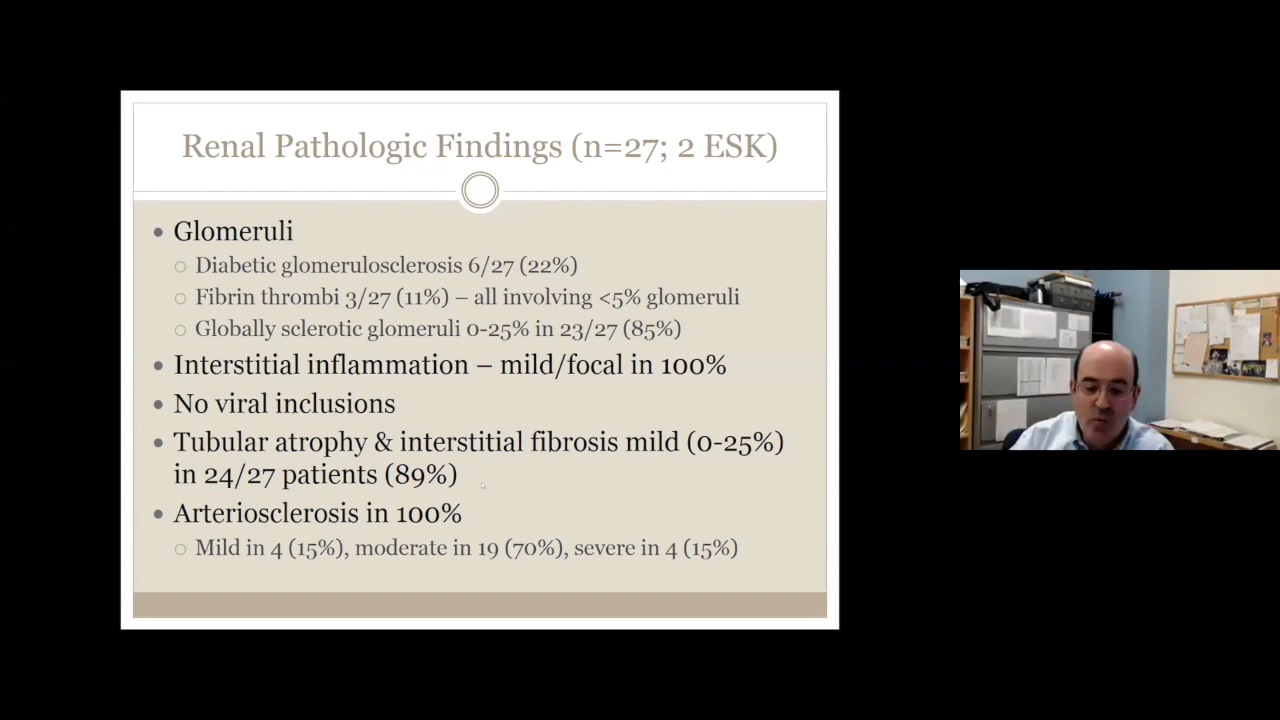 Renal Pathologic Findings (n=27; 2 ESK)
• Glomeruli
○ Diabetic glomerulosclerosis 6/27 (22%)
○ Fibrin thrombi 3/27 (11%) – all involving <5% glomeruli
○ Globally sclerotic glomeruli 0-25% in 23/27 (85%)
• Interstitial inflammation – mild/focal in 100%
• No viral inclusions
• Tubular atrophy & interstitial fibrosis mild (0-25%)
in 24/27 patients (89%)
• Arteriosclerosis in 100%
○ Mild in 4 (15%), moderate in 19 (70%), severe in 4 (15%)